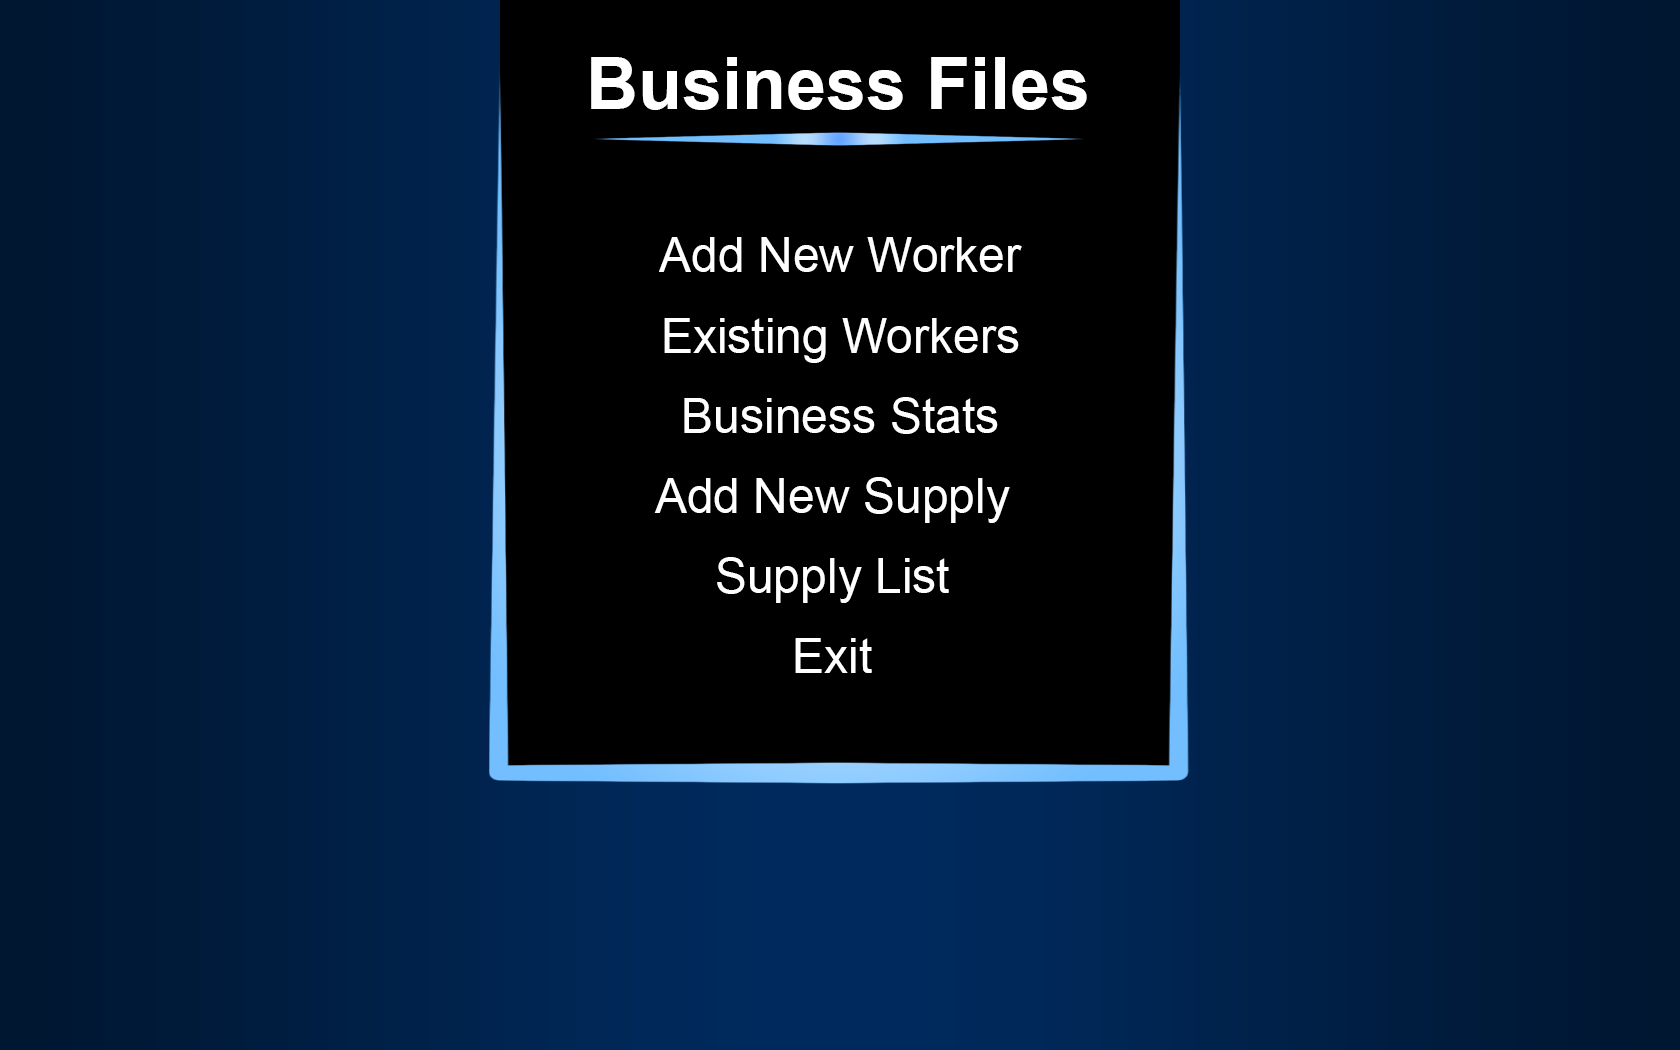 Business Files
Add New Worker
Existing Workers
Business Stats
Add New Supply
Supply List
Exit